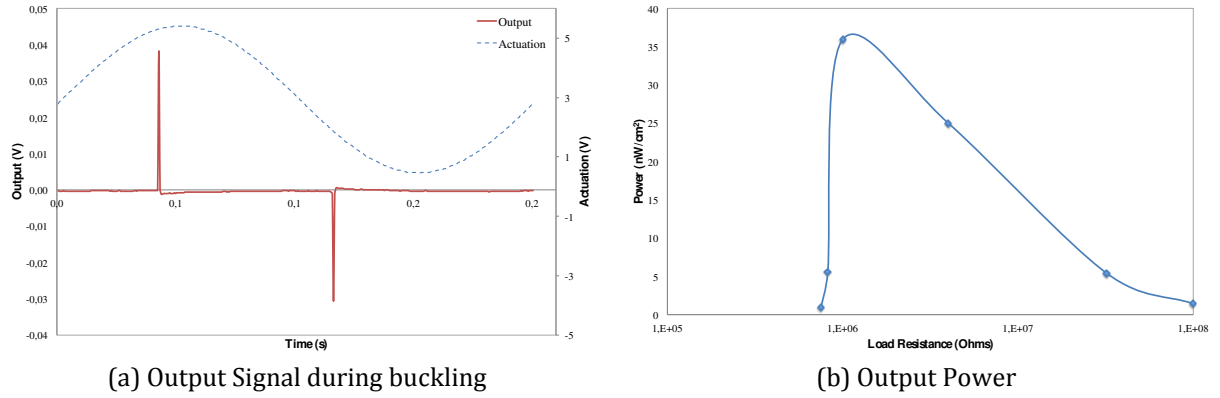 0,05
0,04
0,03
0,02
0,01
0,00
-0,01
-0,02
-0,03
-0,04
Output (V)
0,0
0,1
0,1
0,2
0,2
Time (s)
5
3
1
-1
-3
-5
Actuation (V)
Output
Actuation
(a) Output Signal during buckling
40
35
30
25
20
15
10
5
0
Power (nW/cm²)
1,E+05
1,E+06
1,E+07
1,E+08
Load Resistance (Ohms)
(b) Output Power